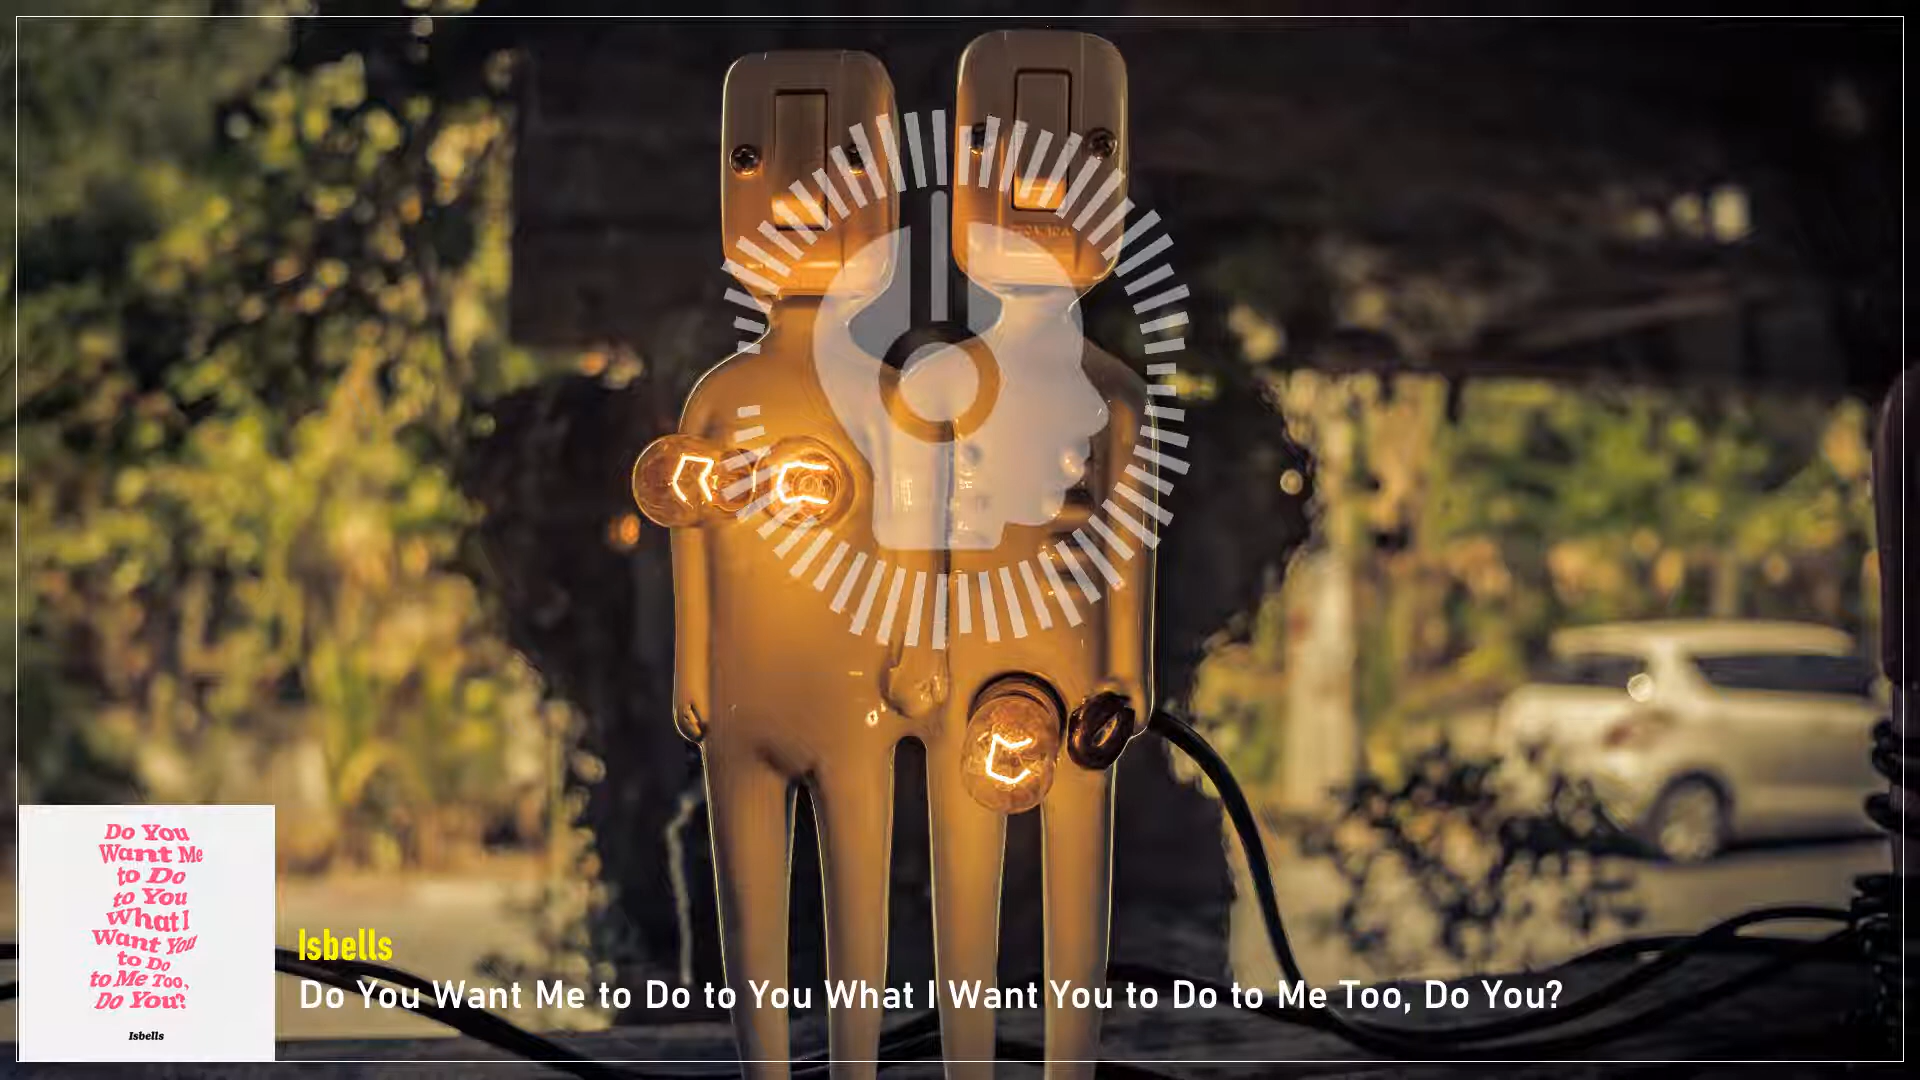 Do You
Want Me
to Do
to You
What I
Want You
to Do
to Me Too,
Do You?
Isbells
Isbells
Do You Want Me to Do to You What I Want You to Do to Me Too, Do You?